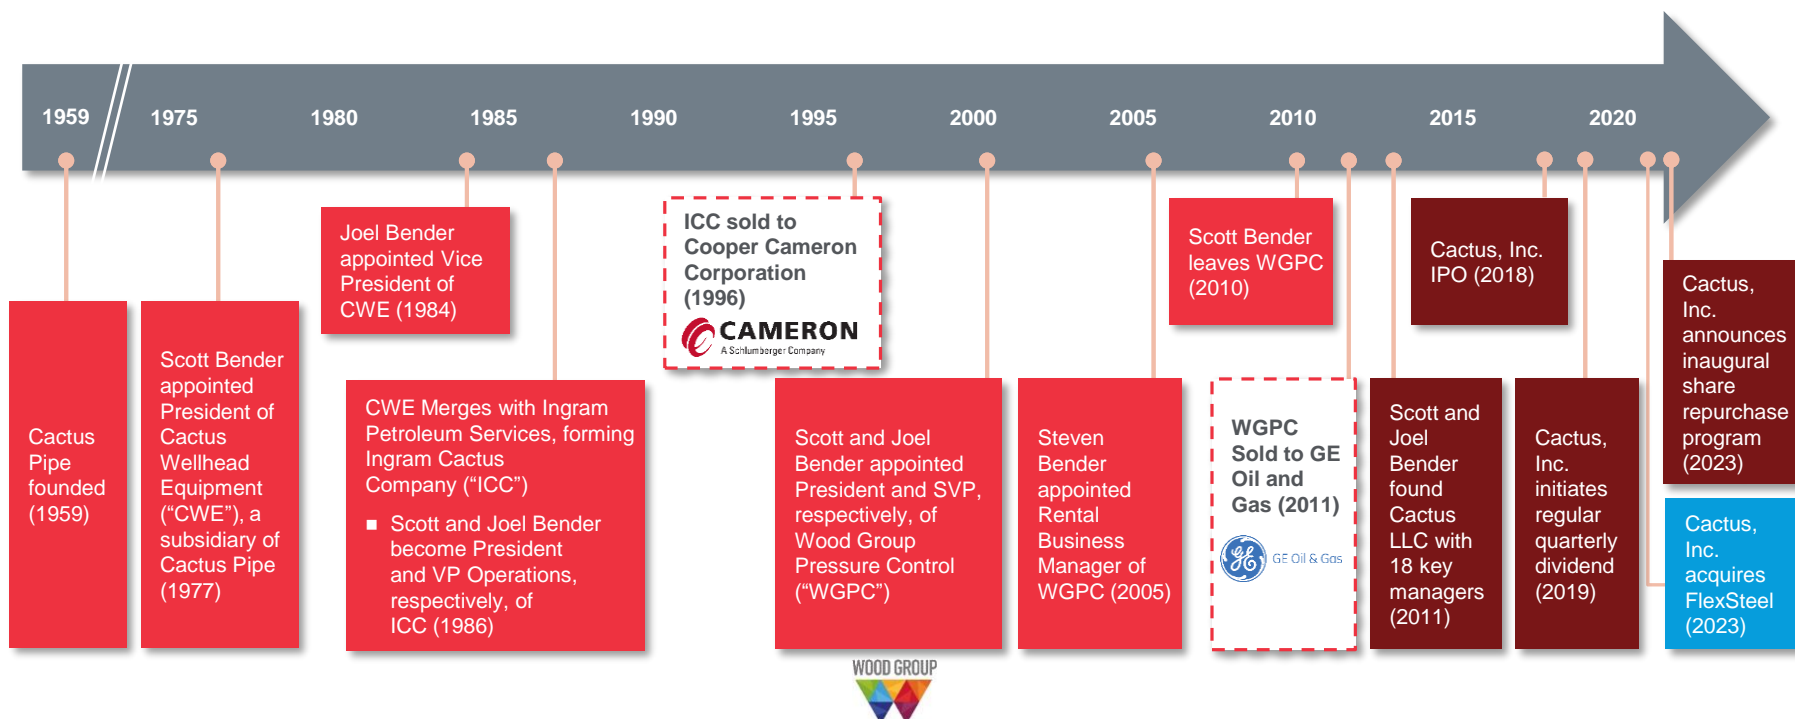 1959
1975
1980
1985
1990
1995
2000
2005
2010
2015
2020
Cactus
Pipe
founded
(1959)
Scott Bender
appointed
President of
Cactus
Wellhead
Equipment
(“CWE”), a
subsidiary of
Cactus Pipe
(1977)
Joel Bender
appointed Vice
President of
CWE (1984)
CWE Merges with Ingram
Petroleum Services, forming
Ingram Cactus
Company (“ICC”)
■ Scott and Joel Bender
become President
and VP Operations,
respectively, of
ICC (1986)
ICC sold to
Cooper Cameron
Corporation
(1996)
CAMERON
A Schlumberger Company
Scott and Joel
Bender appointed
President and SVP,
respectively, of
Wood Group
Pressure Control
(“WGPC”)
WOOD GROUP
Steven
Bender
appointed
Rental
Business
Manager of
WGPC (2005)
Scott Bender
leaves WGPC
(2010)
WGPC
Sold to GE
Oil and
Gas (2011)
GE Oil & Gas
Scott and
Joel
Bender
found
Cactus
LLC with
18 key
managers
(2011)
Cactus, Inc.
IPO (2018)
Cactus,
Inc.
initiates
regular
quarterly
dividend
(2019)
Cactus,
Inc.
announces
inaugural
share
repurchase
program
(2023)
Cactus,
Inc.
acquires
FlexSteel
(2023)